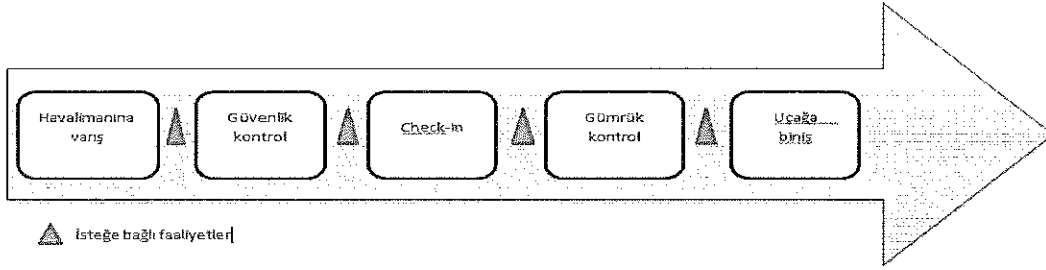 Havalimanına
varış
Güvenlik
kontrol
Check-in
Gümrük
kontrol
Uçağa
biniş
İsteğe bağlı faaliyetler